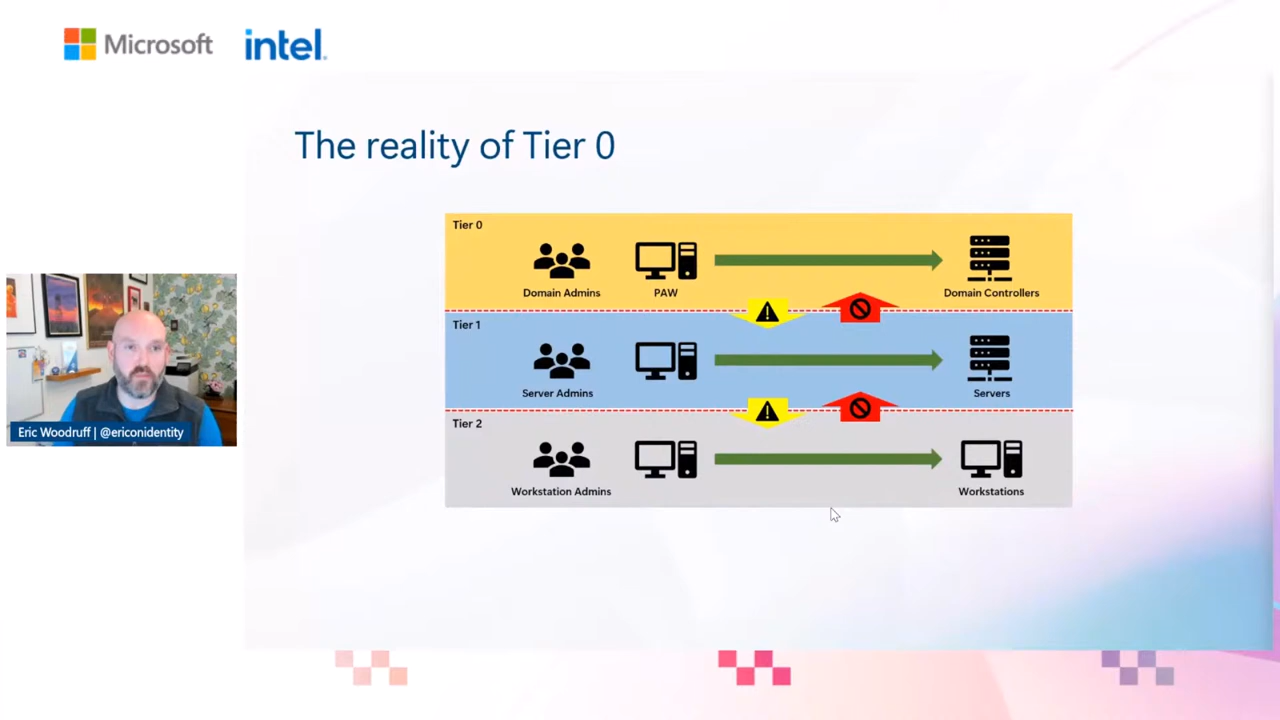 Microsoft intel.
The reality of Tier 0
Tier 0
Domain Admins PAW Domain Controllers
Tier 1
Server Admins Servers
Tier 2
Workstation Admins Workstations
Eric Woodruff | @ericonidentity